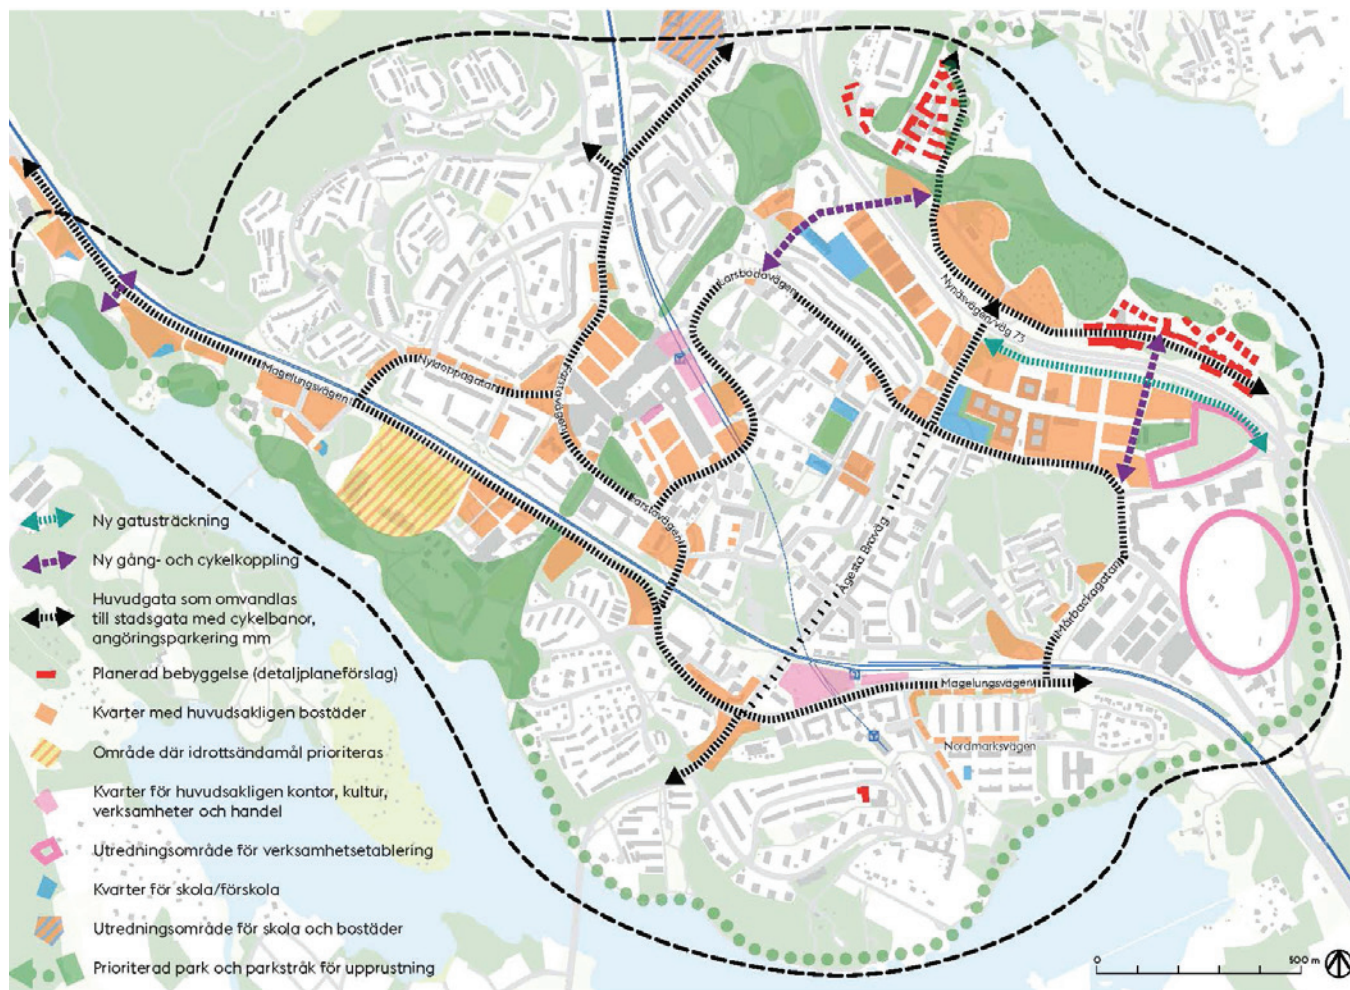 Larsbodavägen
Nynäsvägen/väg 73
Nykroppagatan
Farstavägen
Magelungsvägen
Farstavägen
Ågesta Broväg
Mårbackagatan
Magelungsvägen
Nordmarksvägen
Ny gatusträckning
Ny gång- och cykelkoppling
Huvudgata som omvandlas
till stadsgata med cykelbanor,
angöringsparkering mm
Planerad bebyggelse (detaljplaneförslag)
Kvarter med huvudsakligen bostäder
Område där idrottsändamål prioriteras
Kvarter för huvudsakligen kontor, kultur,
verksamheter och handel
Utredningsområde för verksamhetsetablering
Kvarter för skola/förskola
Utredningsområde för skola och bostäder
Prioriterad park och parkstråk för upprustning
0
500 m